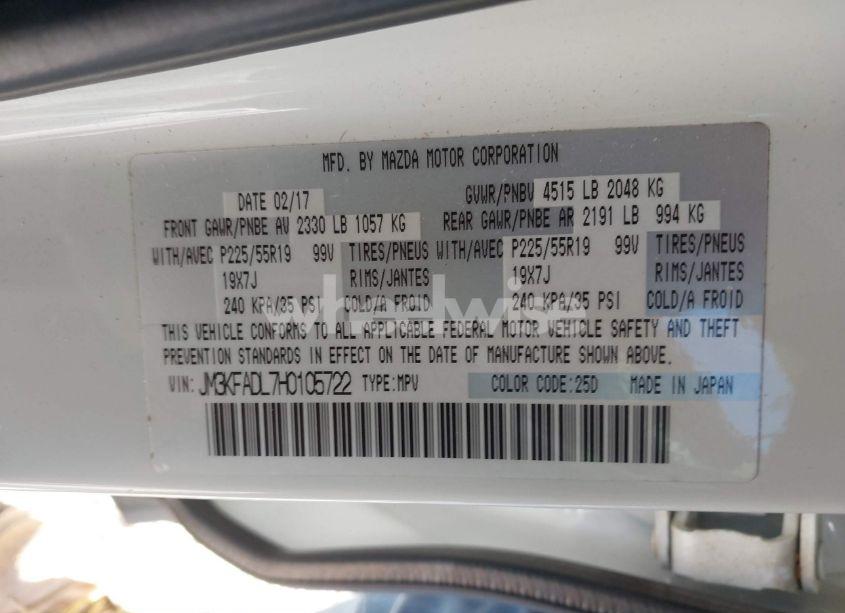 MFD. BY MAZDA MOTOR CORPORATION
DATE 02/17 GVWR/PNBV 4515 LB 2048 KG
FRONT GAWR/PNBE AV 2330 LB 1057 KG REAR GAWR/PNBE AR 2191 LB 994 KG
WITH/AVEC P225/55R19 99V TIRES/PNEUS WITH/AVEC P225/55R19 99V TIRES/PNEUS
19X7J RIMS/JANTES 19X7J RIMS/JANTES
240 KPA/35 PSI COLD/A FROID 240 KPA/35 PSI COLD/A FROID
wheelwise
THIS VEHICLE CONFORMS TO ALL APPLICABLE FEDERAL MOTOR VEHICLE SAFETY AND THEFT
PREVENTION STANDARDS IN EFFECT ON THE DATE OF MANUFACTURE SHOWN ABOVE.
VIN: JM3KFADL7H0105722 TYPE:MPV COLOR CODE:25D MADE IN JAPAN